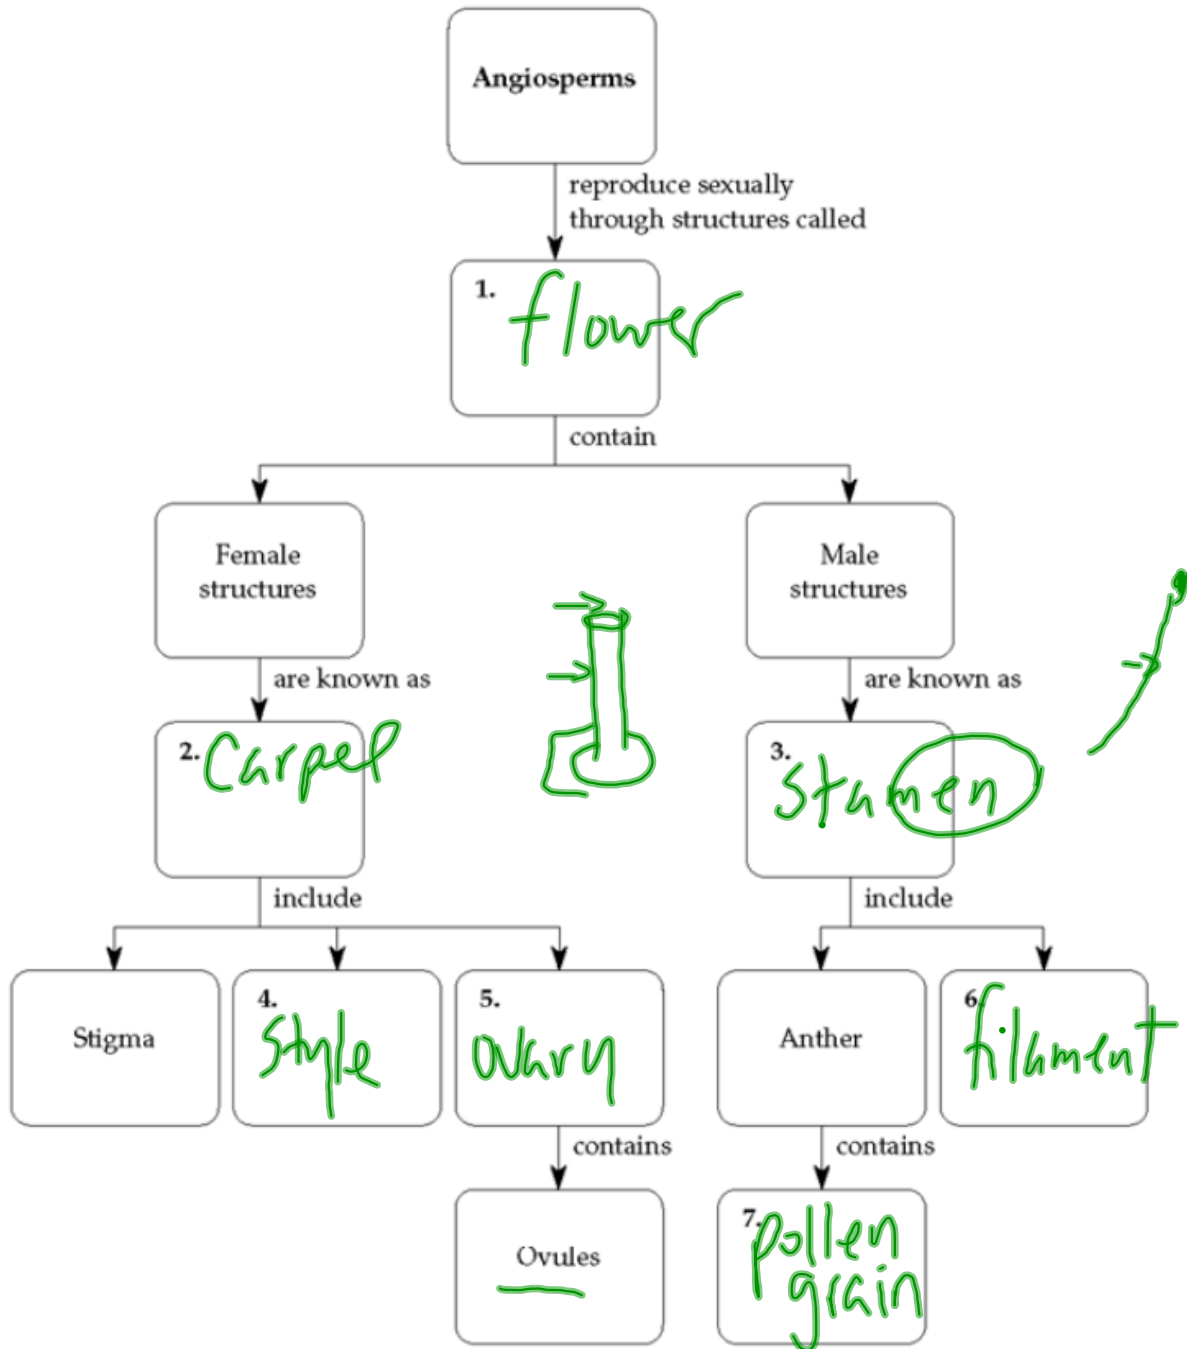 Angiosperms
reproduce sexually
through structures called
1. flower
contain
Female
structures
Male
structures
are known as
are known as
2. Carpel
3. Stamen
include
include
Stigma
4. Style
5. Ovary
Anther
6. filament
contains
contains
Ovules
7. pollen
grain